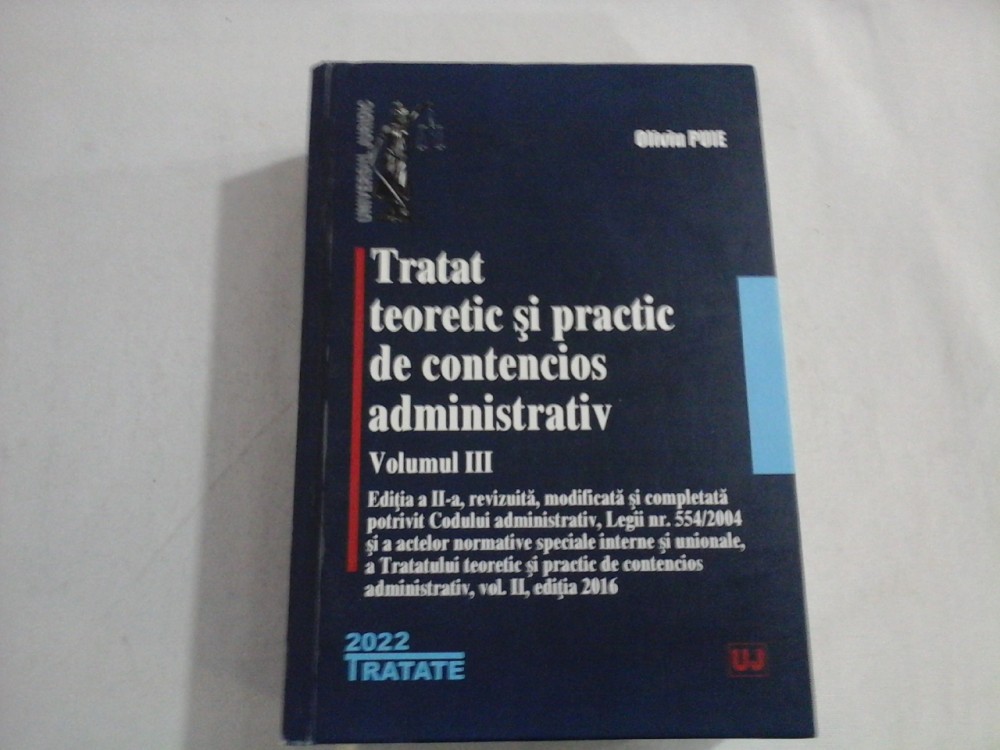 UNIVERSUL JURIDIC
Oliviu PUIE
Tratat
teoretic şi practic
de contencios
administrativ
Volumul III
Ediţia a II-a, revizuită, modificată şi completată
potrivit Codului administrativ, Legii nr. 554/2004
şi a actelor normative speciale interne şi unionale,
a Tratatului teoretic şi practic de contencios
administrativ, vol. II, ediţia 2016
2022
TRATATE
UJ